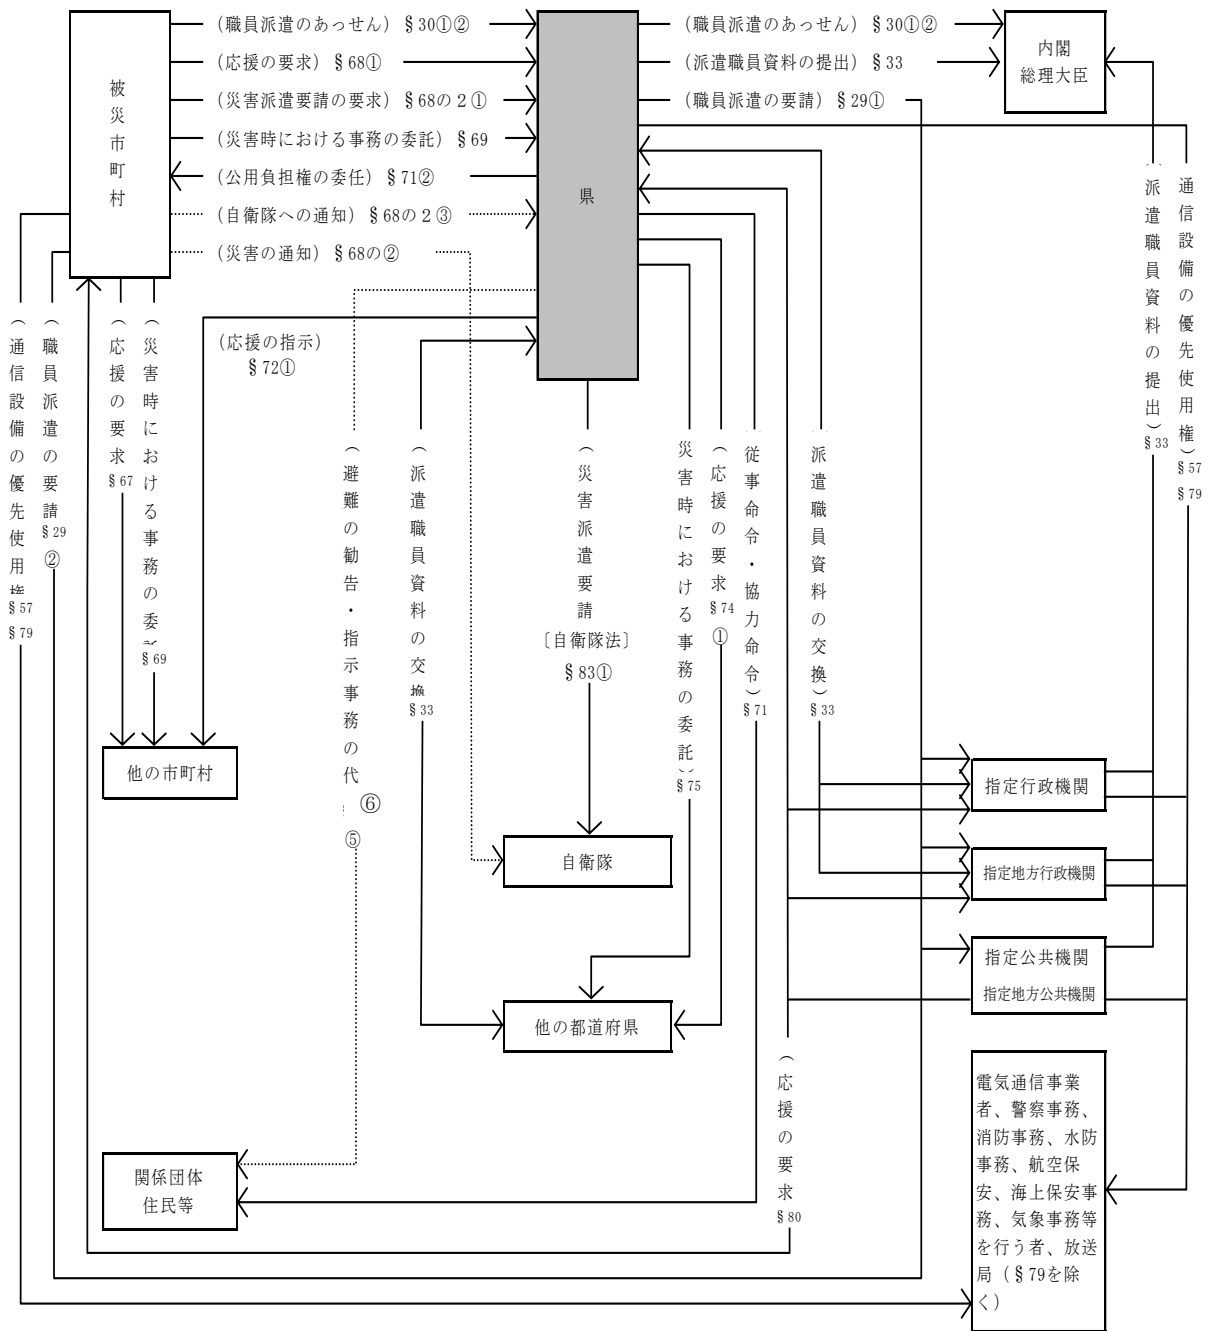 被災市町村
(職員派遣のあっせん)§30①②
(応援の要求)§68①
(災害派遣要請の要求)§68の2①
(災害時における事務の委託)§69
(公用負担権の委任)§71②
(自衛隊への通知)§68の2③
(災害の通知)§68の②
県
(職員派遣のあっせん)§30①②
(派遣職員資料の提出)§33
(職員派遣の要請)§29①
内閣
総理大臣
(通信設備の優先使用権
§57
§79
(職員派遣の要請
§29
②
(応援の要求
§67
(災害時における事務の委
§69
(応援の指示)
§72①
(避難の勧告・指示事務の代
⑥
⑤
(派遣職員資料の交換
§33
(災害派遣要請
〔自衛隊法〕
§83①
災害時における事務の委託)
§75
(応援の要求
§74
①
従事命令・協力命令)
§71
派遣職員資料の交換)
§33
(派遣職員資料の提出)
§33
通信設備の優先使用権)
§57
§79
他の市町村
自衛隊
他の都道府県
関係団体
住民等
(応援の要求
§80
指定行政機関
指定地方行政機関
指定公共機関
指定地方公共機関
電気通信事業
者、警察事務、
消防事務、水防
事務、航空保
安、海上保安事
務、気象事務等
を行う者、放送
局(§79を除
く)